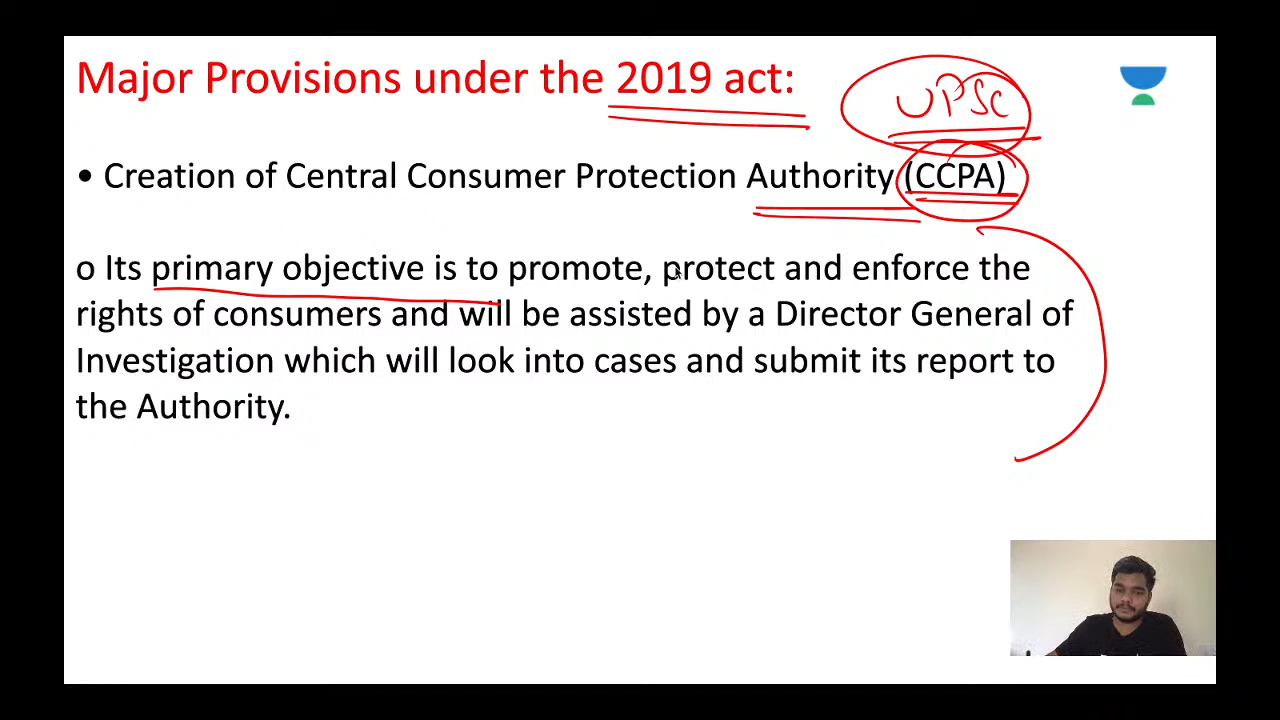 Major Provisions under the 2019 act:
UPSC
• Creation of Central Consumer Protection Authority (CCPA)
o Its primary objective is to promote, protect and enforce the
rights of consumers and will be assisted by a Director General of
Investigation which will look into cases and submit its report to
the Authority.